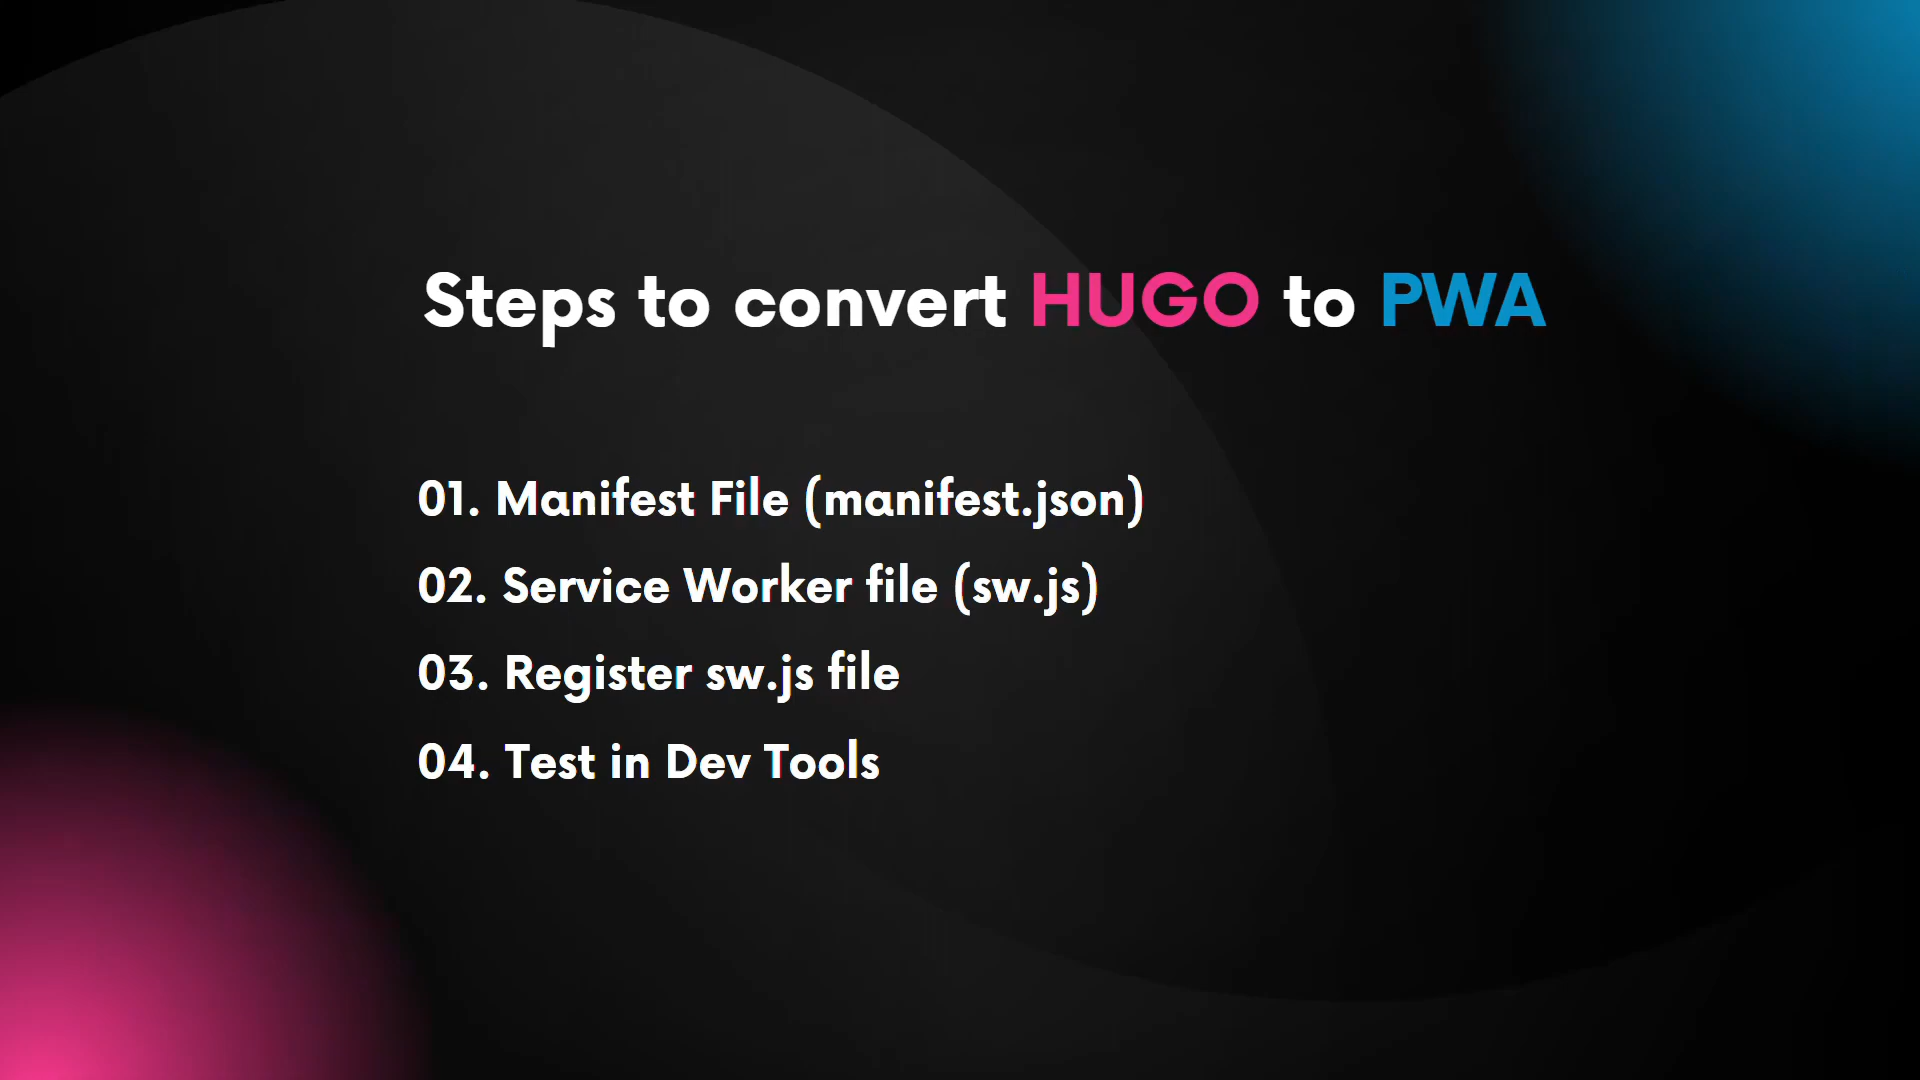 Steps to convert HUGO to PWA
01. Manifest File (manifest.json)
02. Service Worker file (sw.js)
03. Register sw.js file
04. Test in Dev Tools